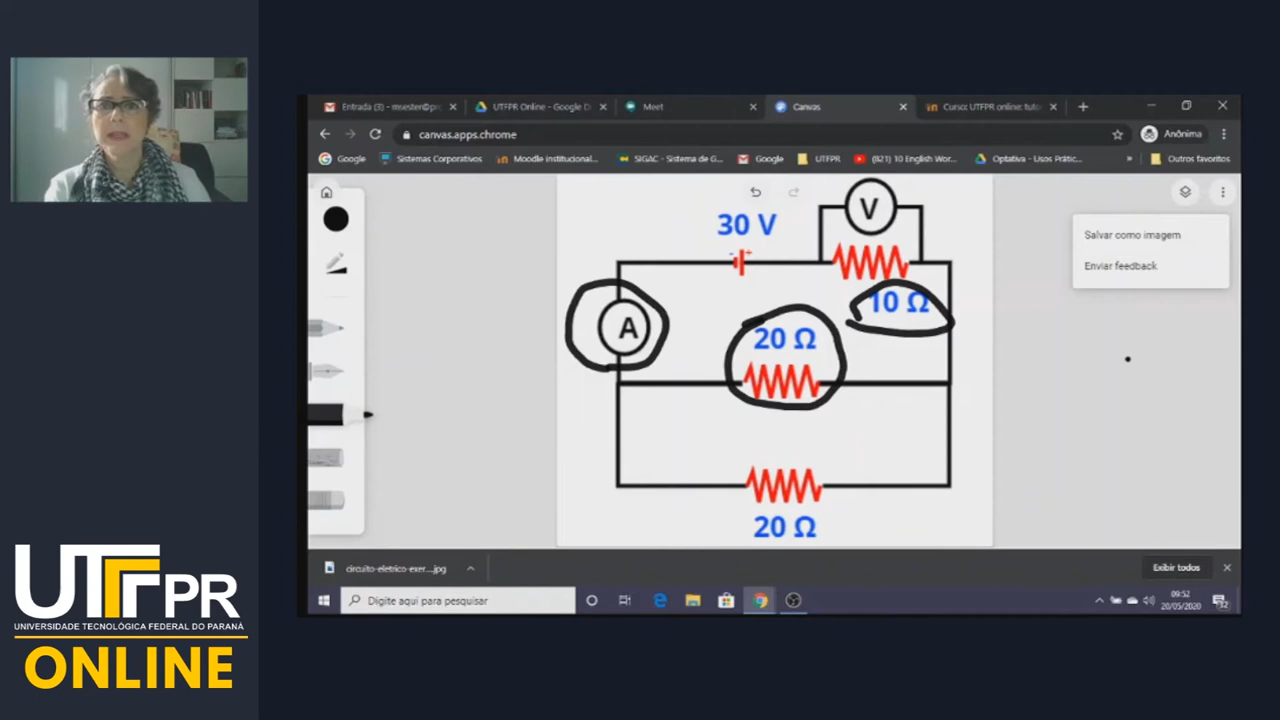 Entrada (3) - msester@pr
UTFPR Online - Google D
Meet
Canvas
Curso: UTFPR online: tuto
canvas.apps.chrome
Anônima
Google
Sistemas Corporativos
Moodle institucional...
SIGAC - Sistema de G...
Google
UTFPR
(821) 10 English Wor...
Optativa - Usos Prátic...
»
Outros favoritos
Salvar como imagem
Enviar feedback
V
30 V
- +
10 Ω
A
20 Ω
20 Ω
circuito-eletrico-exer....jpg
Exibir todos
Digite aqui para pesquisar
09:52
20/05/2020
UTFPR
UNIVERSIDADE TECNOLÓGICA FEDERAL DO PARANÁ
ONLINE